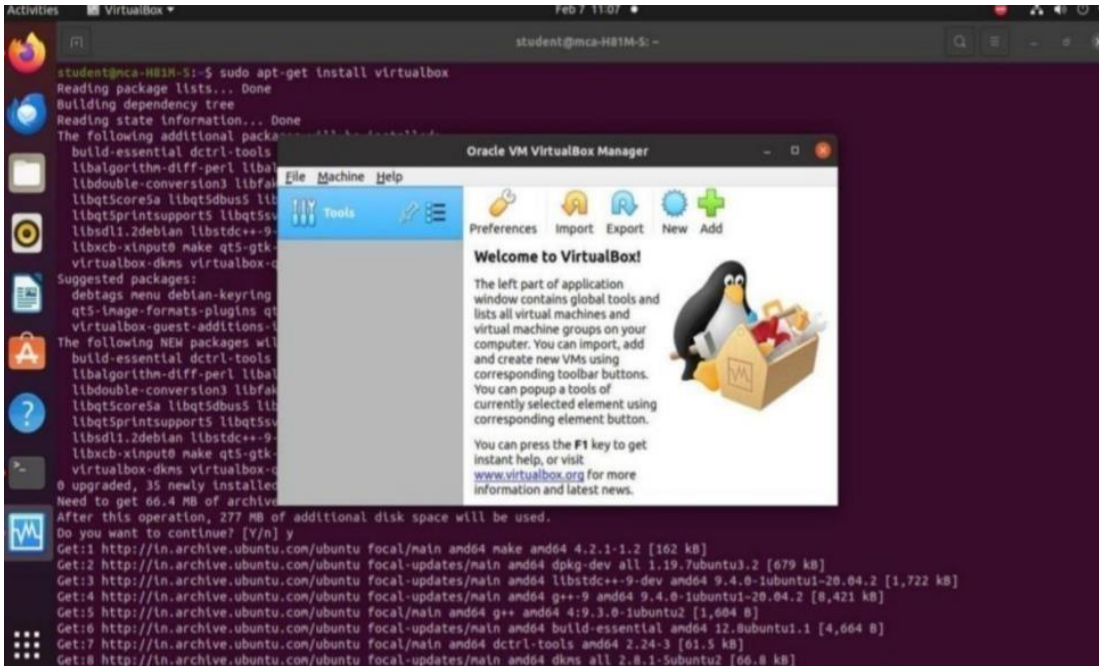 Activities VirtualBox Feb 7 11:07
student@mca-H81M-S: ~
student@mca-H81M-S:~$ sudo apt-get install virtualbox
Reading package lists... Done
Building dependency tree
Reading state information... Done
The following additional packa
build-essential dctrl-tools
libalgorithm-diff-perl libal
libdouble-conversion3 libfak
libqt5core5a libqt5dbus5 lib
libqt5printsupport5 libqt5sv
libsdl1.2debian libstdc++-9-
libxcb-xinput0 make qt5-gtk-
virtualbox-dkms virtualbox-q
Suggested packages:
debtags menu debian-keyring
qt5-image-formats-plugins qt
virtualbox-guest-additions-i
The following NEW packages wil
build-essential dctrl-tools
libalgorithm-diff-perl libal
libdouble-conversion3 libfak
libqt5core5a libqt5dbus5 lib
libqt5printsupport5 libqt5sv
libsdl1.2debian libstdc++-9-
libxcb-xinput0 make qt5-gtk-
virtualbox-dkms virtualbox-q
0 upgraded, 35 newly installed
Need to get 66.4 MB of archive
After this operation, 277 MB of additional disk space will be used.
Do you want to continue? [Y/n] y
Get:1 http://in.archive.ubuntu.com/ubuntu focal/main amd64 make amd64 4.2.1-1.2 [162 kB]
Get:2 http://in.archive.ubuntu.com/ubuntu focal-updates/main amd64 dpkg-dev all 1.19.7ubuntu3.2 [679 kB]
Get:3 http://in.archive.ubuntu.com/ubuntu focal-updates/main amd64 libstdc++-9-dev amd64 9.4.0-1ubuntu1~20.04.2 [1,722 kB]
Get:4 http://in.archive.ubuntu.com/ubuntu focal-updates/main amd64 g++-9 amd64 9.4.0-1ubuntu1~20.04.2 [8,421 kB]
Get:5 http://in.archive.ubuntu.com/ubuntu focal/main amd64 g++ amd64 4:9.3.0-1ubuntu2 [1,604 B]
Get:6 http://in.archive.ubuntu.com/ubuntu focal-updates/main amd64 build-essential amd64 12.8ubuntu1.1 [4,664 B]
Get:7 http://in.archive.ubuntu.com/ubuntu focal/main amd64 dctrl-tools amd64 2.24-3 [61.5 kB]
Get:8 http://in.archive.ubuntu.com/ubuntu focal-updates/main amd64 dkms all 2.8.1-5ubuntu2 [66.8 kB]
Oracle VM VirtualBox Manager
File Machine Help
Tools
Preferences Import Export New Add
Welcome to VirtualBox!
The left part of application
window contains global tools and
lists all virtual machines and
virtual machine groups on your
computer. You can import, add
and create new VMs using
corresponding toolbar buttons.
You can popup a tools of
currently selected element using
corresponding element button.
You can press the F1 key to get
instant help, or visit
www.virtualbox.org for more
information and latest news.